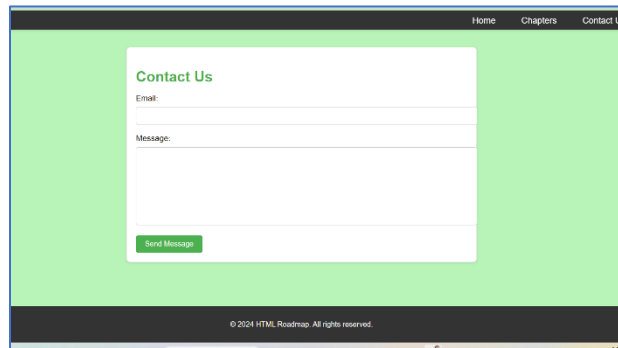 Home Chapters Contact U
Contact Us
Email:
Message:
Send Message
© 2024 HTML Roadmap. All rights reserved.